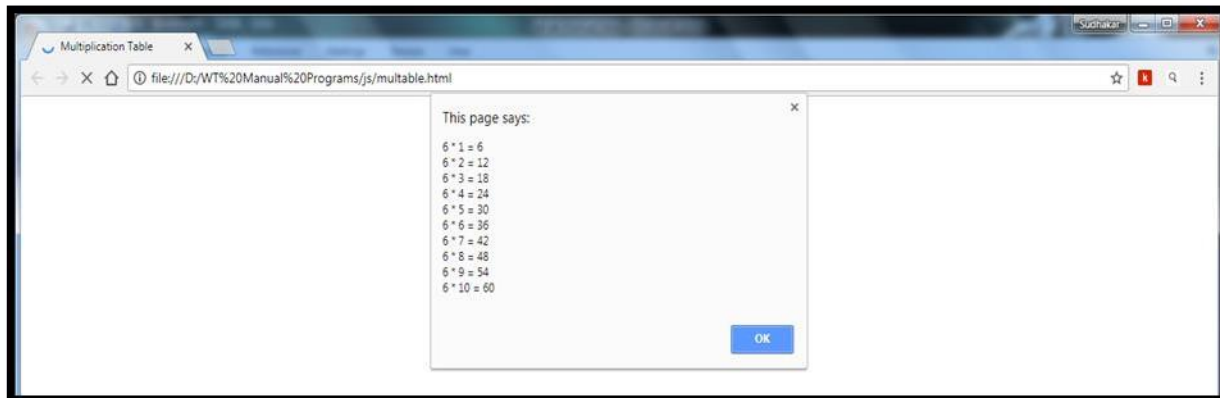 Sudhakar
Multiplication Table
file:///D:/WT%20Manual%20Programs/js/multable.html
k
This page says:
6 * 1 = 6
6 * 2 = 12
6 * 3 = 18
6 * 4 = 24
6 * 5 = 30
6 * 6 = 36
6 * 7 = 42
6 * 8 = 48
6 * 9 = 54
6 * 10 = 60
OK